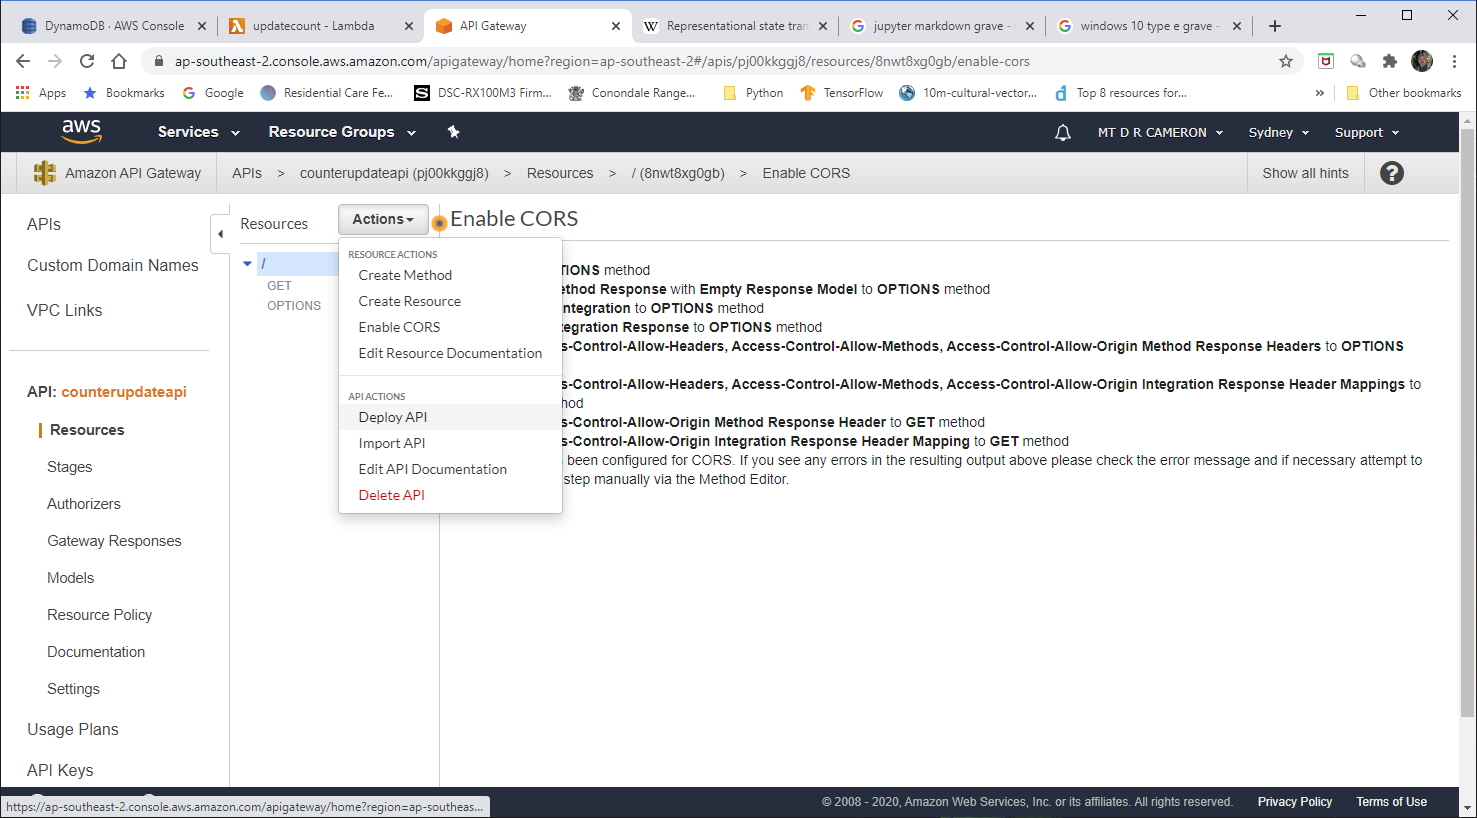 DynamoDB · AWS Console
updatecount - Lambda
API Gateway
Representational state tran
jupyter markdown grave -
windows 10 type e grave -
ap-southeast-2.console.aws.amazon.com/apigateway/home?region=ap-southeast-2#/apis/pj00kkggj8/resources/8nwt8xg0gb/enable-cors
Apps
Bookmarks
Google
Residential Care Fe...
DSC-RX100M3 Firm...
Conondale Range...
Python
TensorFlow
10m-cultural-vector...
Top 8 resources for...
»
Other bookmarks
aws
Services
Resource Groups
MT D R CAMERON
Sydney
Support
Amazon API Gateway
APIs > counterupdateapi (pj00kkggj8) > Resources > / (8nwt8xg0gb) > Enable CORS
Show all hints
?
APIs
Custom Domain Names
VPC Links
API: counterupdateapi
Resources
Stages
Authorizers
Gateway Responses
Models
Resource Policy
Documentation
Settings
Usage Plans
API Keys
Resources
Actions
/
GET
OPTIONS
RESOURCE ACTIONS
Create Method
Create Resource
Enable CORS
Edit Resource Documentation
API ACTIONS
Deploy API
Import API
Edit API Documentation
Delete API
Enable CORS
TIONS method
ethod Response with Empty Response Model to OPTIONS method
ntegration to OPTIONS method
tegration Response to OPTIONS method
s-Control-Allow-Headers, Access-Control-Allow-Methods, Access-Control-Allow-Origin Method Response Headers to OPTIONS
s-Control-Allow-Headers, Access-Control-Allow-Methods, Access-Control-Allow-Origin Integration Response Header Mappings to
hod
s-Control-Allow-Origin Method Response Header to GET method
s-Control-Allow-Origin Integration Response Header Mapping to GET method
been configured for CORS. If you see any errors in the resulting output above please check the error message and if necessary attempt to
step manually via the Method Editor.
https://ap-southeast-2.console.aws.amazon.com/apigateway/home?region=ap-southeas...
© 2008 - 2020, Amazon Web Services, Inc. or its affiliates. All rights reserved.
Privacy Policy
Terms of Use